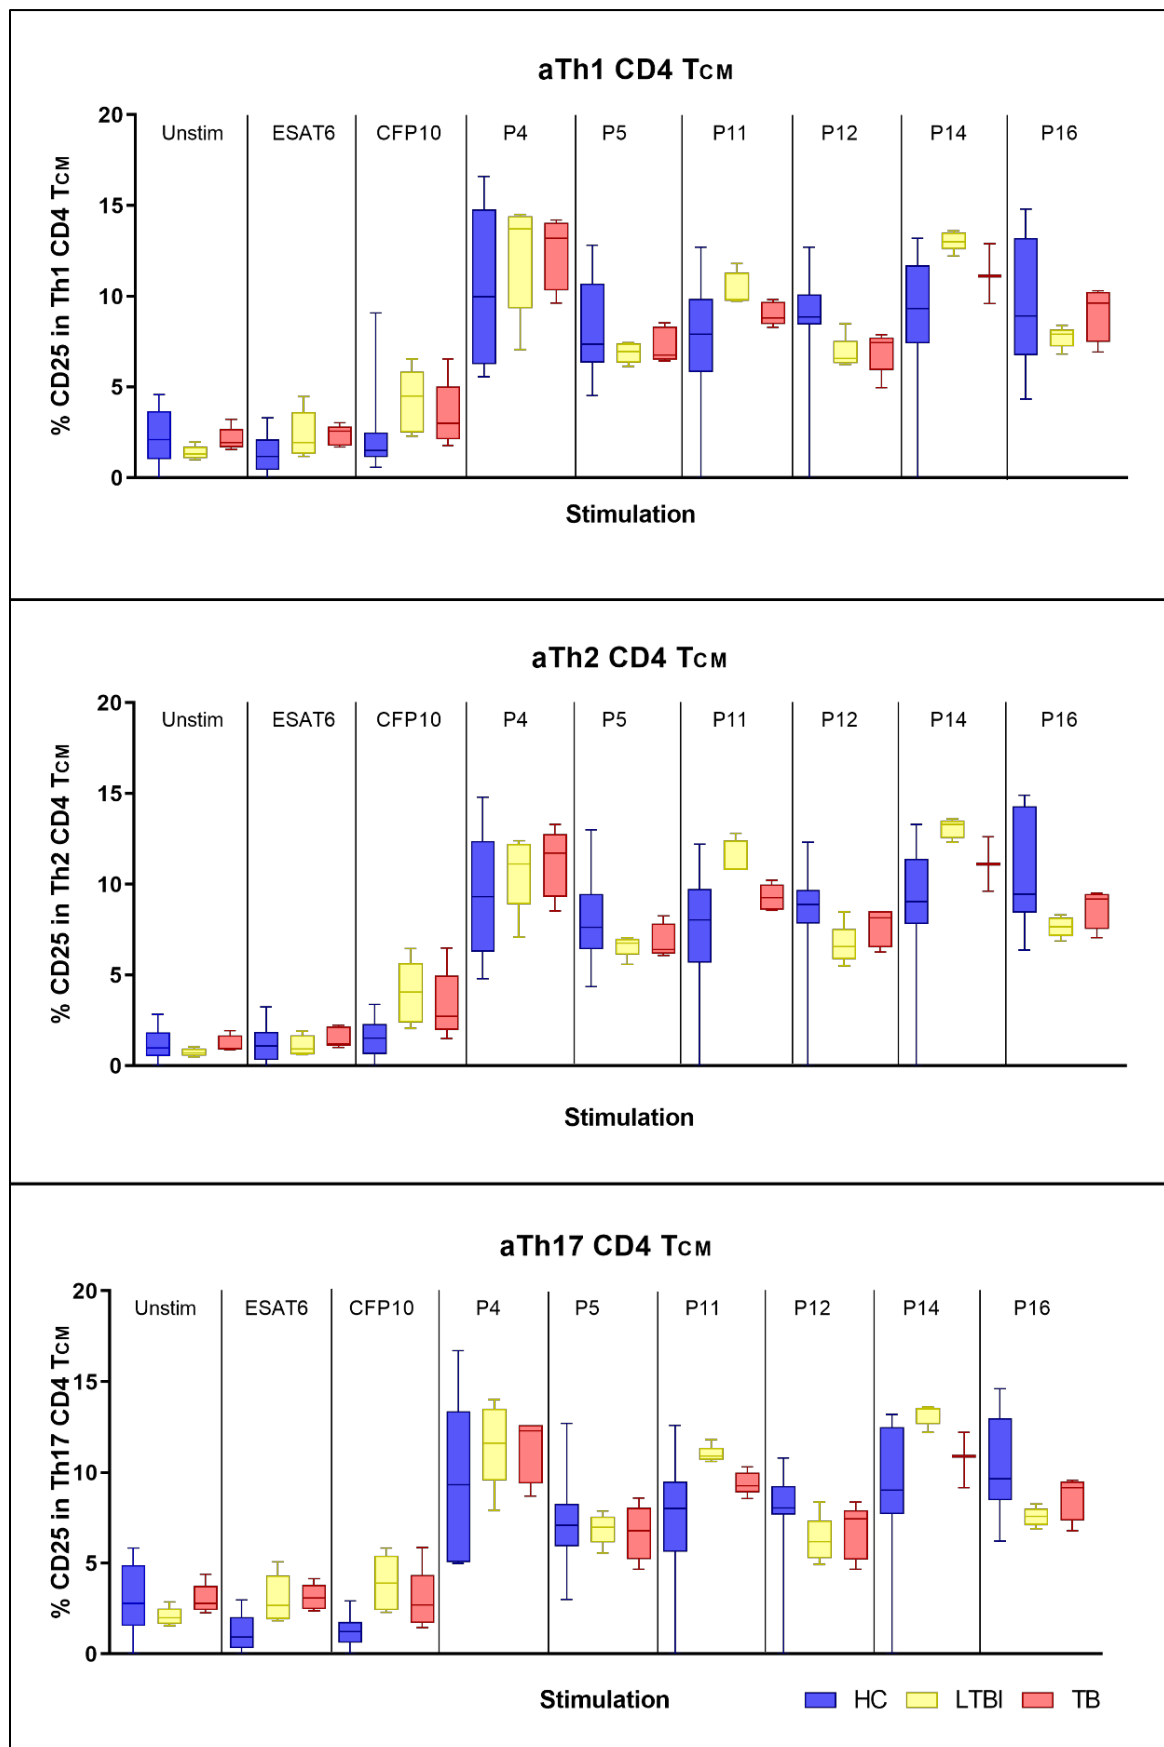 aTh1 CD4 TCM
% CD25 in Th1 CD4 TCM
20
15
10
5
0
Unstim ESAT6 CFP10 P4 P5 P11 P12 P14 P16
Stimulation
aTh2 CD4 TCM
% CD25 in Th2 CD4 TCM
20
15
10
5
0
Unstim ESAT6 CFP10 P4 P5 P11 P12 P14 P16
Stimulation
aTh17 CD4 TCM
% CD25 in Th17 CD4 TCM
20
15
10
5
0
Unstim ESAT6 CFP10 P4 P5 P11 P12 P14 P16
Stimulation
HC LTBI TB